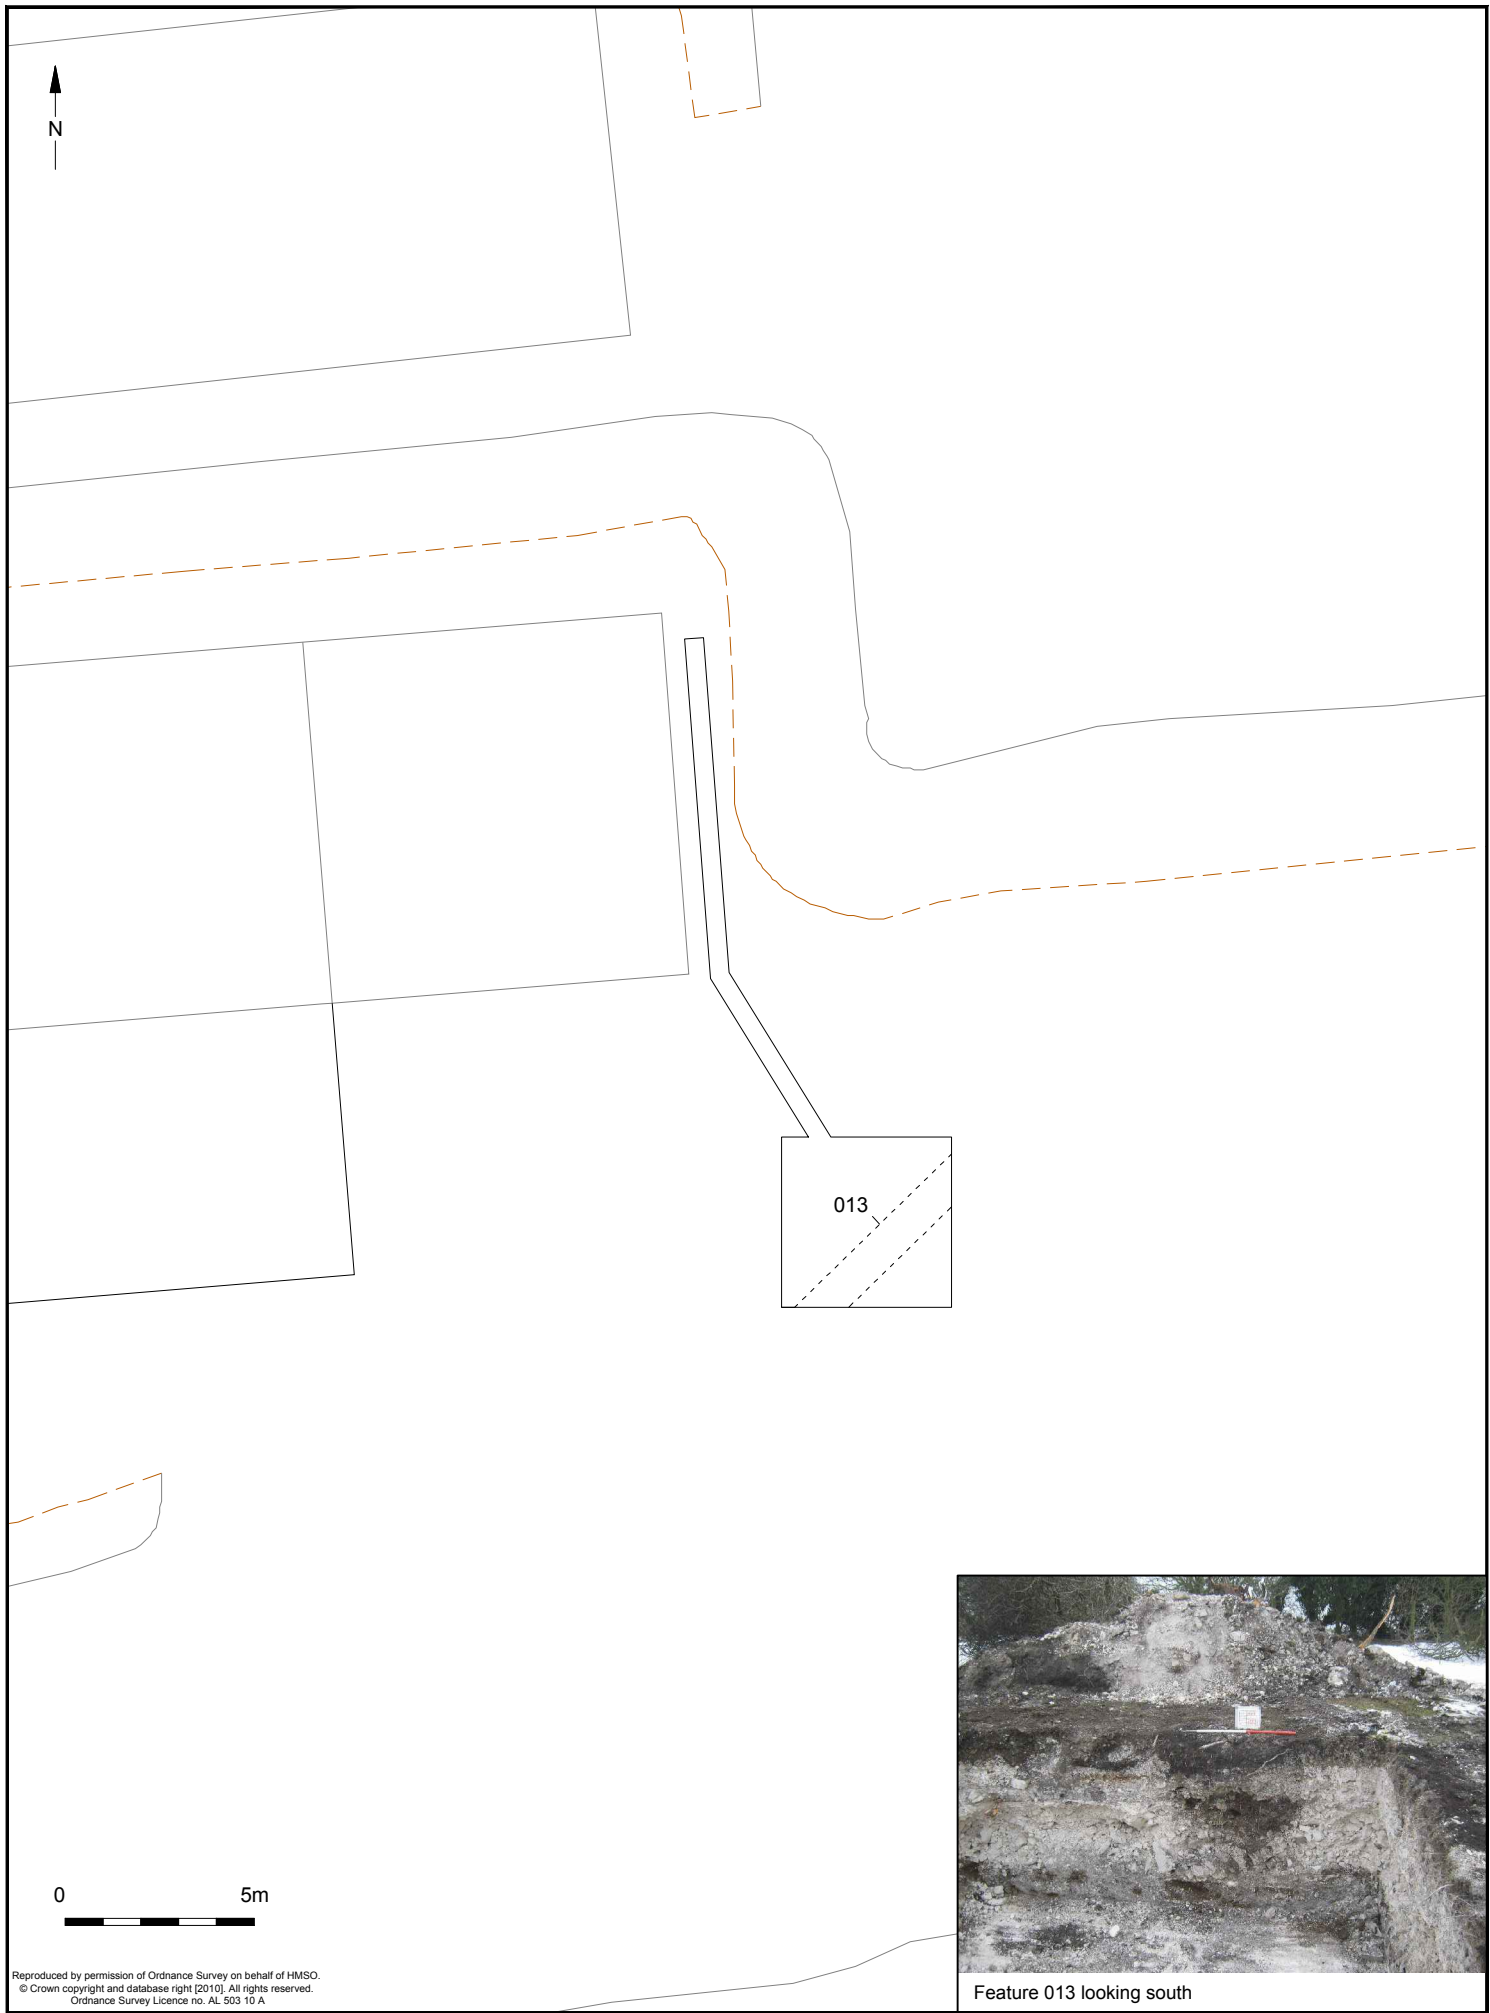 N
013
0 5m
Reproduced by permission of Ordnance Survey on behalf of HMSO.
© Crown copyright and database right [2010]. All rights reserved.
Ordnance Survey Licence no. AL 503 10 A
Feature 013 looking south